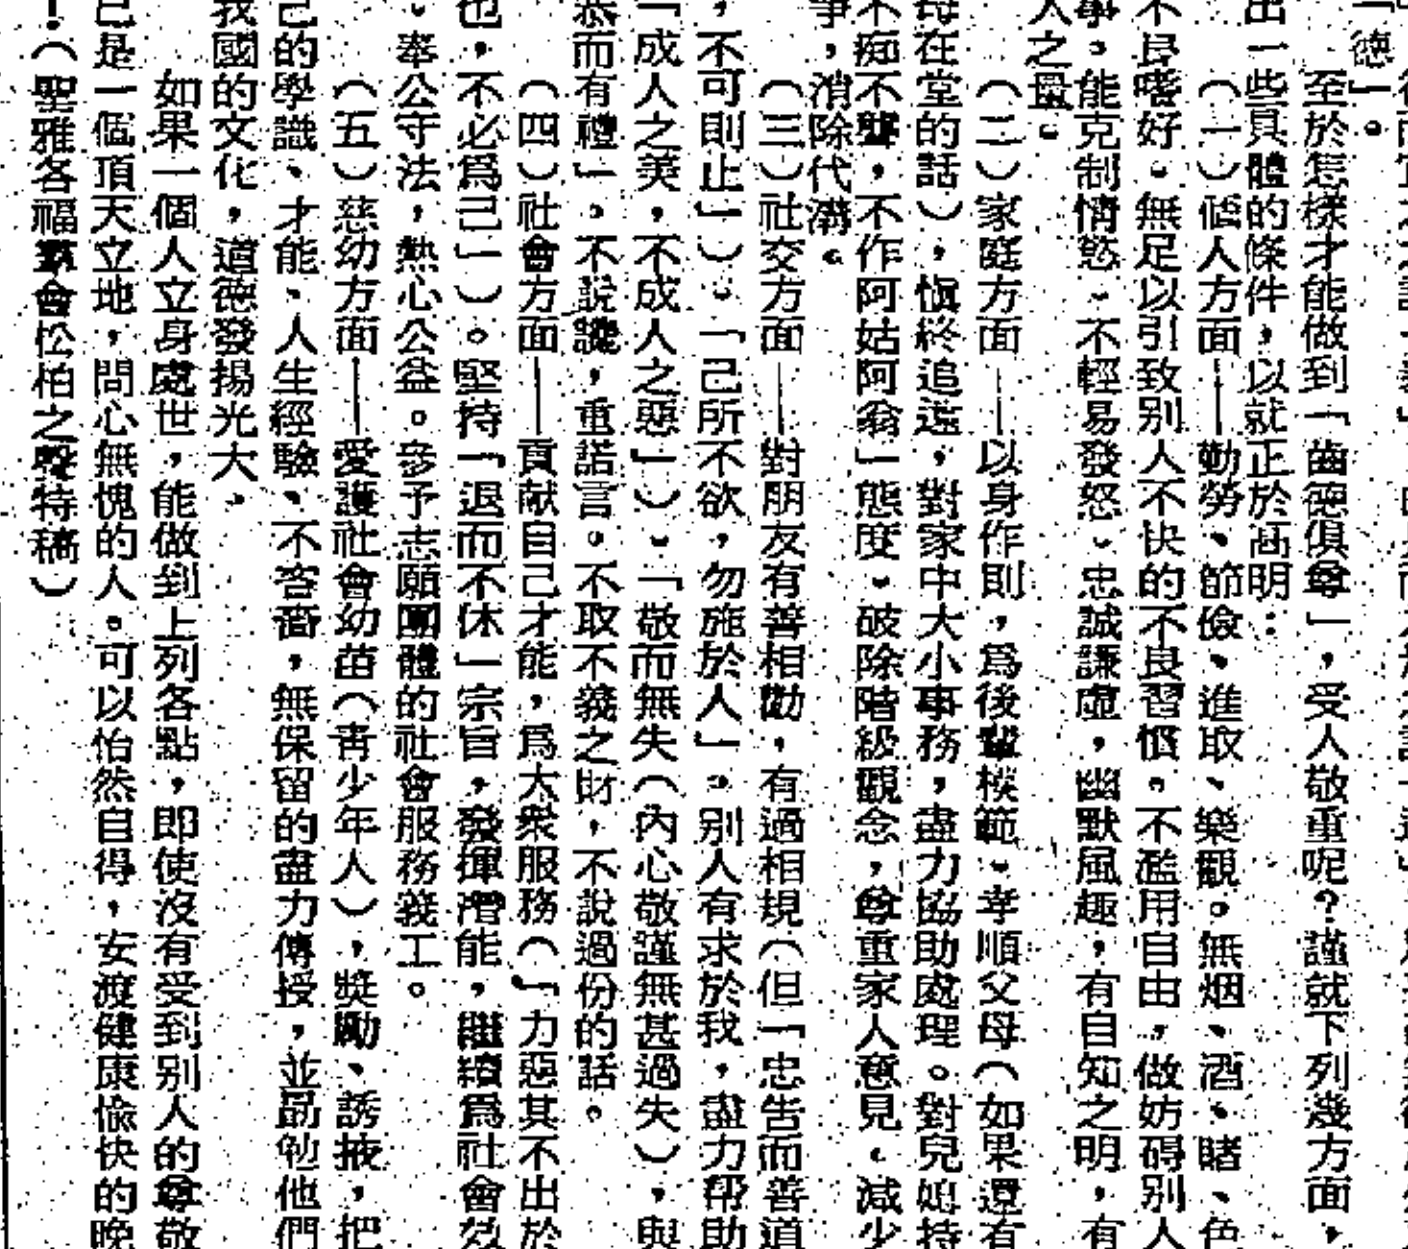 「德」。
至於怎樣才能做到「齒德俱尊」，受人敬重呢？謹就下列幾方面，
出一些具體的條件，以就正於高明：
（一）個人方面——勤勞、節儉、進取、樂觀。無烟、酒、賭、色
不良嗜好。無足以引致别人不快的不良習慣。不濫用自由，做妨碍别人
事。能克制情慾。不輕易發怒。忠誠謙虛，幽默風趣，有自知之明，有
人之量。
（二）家庭方面——以身作則，爲後輩模範。孝順父母（如果還有
母在堂的話），愼終追遠，對家中大小事務，盡力協助處理。對兒媳持
不痴不聾，不作阿姑阿翁」態度。破除階級觀念，尊重家人意見。減少
爭，消除代溝。
（三）社交方面——對朋友有善相勸，有過相規（但「忠告而善道
，不可則止」）。「己所不欲，勿施於人」。别人有求於我，盡力帮助
「成人之美，不成人之惡」）。「敬而無失（內心敬謹無甚過失），與
恭而有禮」。不說謊，重諾言。不取不義之財，不說過份的話。
（四）社會方面——貢献自己才能，爲大衆服務（「力惡其不出於
也，不必爲己」）。堅持「退而不休」宗旨，發揮潛能，繼續爲社會効
。奉公守法，熱心公益。參予志願團體的社會服務義工。
（五）慈幼方面——愛護社會幼苗（靑少年人），獎勵、誘掖，把
己的學識、才能、人生經驗、不吝嗇，無保留的盡力傳授，並勗勉他們
我國的文化，道德發揚光大。
如果一個人立身處世，能做到上列各點，即使沒有受到别人的尊敬
已是一個頂天立地，問心無愧的人。可以怡然自得，安渡健康愉快的晚
！（聖雅各福羣會松柏之聲特稿）